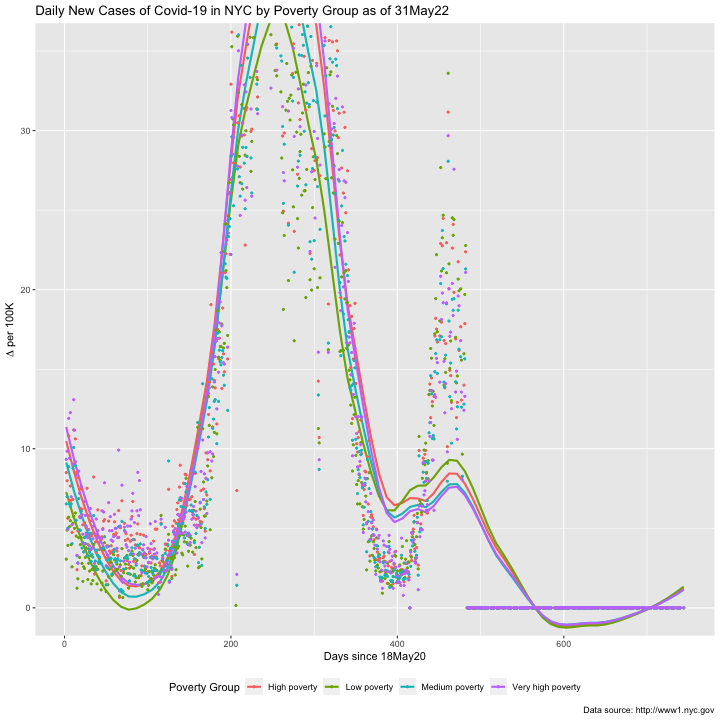 Daily New Cases of Covid-19 in NYC by Poverty Group as of 31May22
Δ per 100K
30
20
10
0
0 200 400 600
Days since 18May20
Poverty Group High poverty Low poverty Medium poverty Very high poverty
Data source: http://www1.nyc.gov